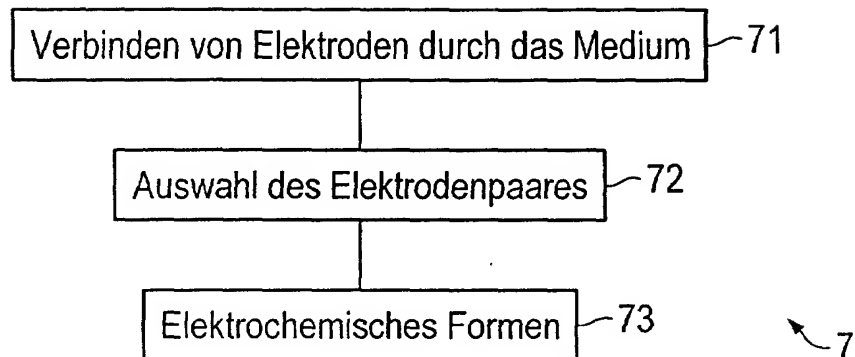 Verbinden von Elektroden durch das Medium 71
Auswahl des Elektrodenpaares 72
Elektrochemisches Formen 73
7